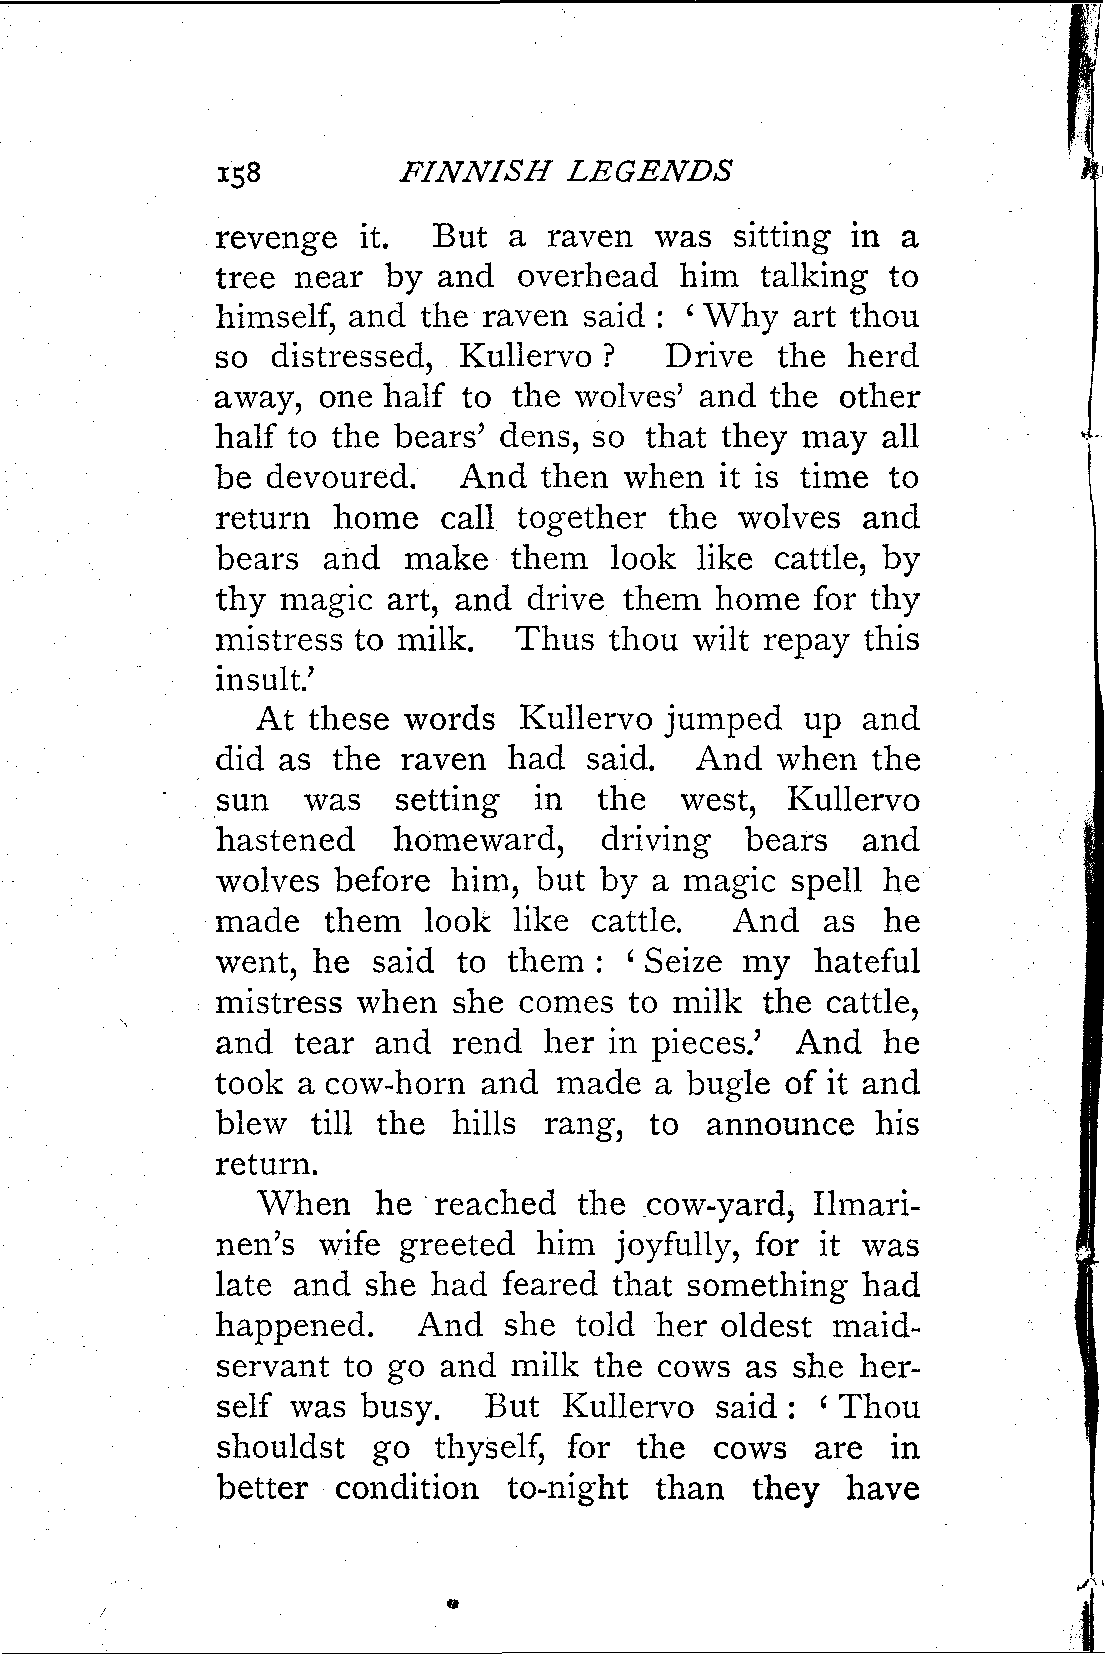 158 FINNISH LEGENDS
revenge it. But a raven was sitting in a
tree near by and overhead him talking to
himself, and the raven said : ‘ Why art thou
so distressed, Kullervo ? Drive the herd
away, one half to the wolves’ and the other
half to the bears’ dens, so that they may all
be devoured. And then when it is time to
return home call together the wolves and
bears and make them look like cattle, by
thy magic art, and drive them home for thy
mistress to milk. Thus thou wilt repay this
insult.’
At these words Kullervo jumped up and
did as the raven had said. And when the
sun was setting in the west, Kullervo
hastened homeward, driving bears and
wolves before him, but by a magic spell he
made them look like cattle. And as he
went, he said to them : ‘ Seize my hateful
mistress when she comes to milk the cattle,
and tear and rend her in pieces.’ And he
took a cow-horn and made a bugle of it and
blew till the hills rang, to announce his
return.
When he reached the cow-yard, Ilmari-
nen’s wife greeted him joyfully, for it was
late and she had feared that something had
happened. And she told her oldest maid-
servant to go and milk the cows as she her-
self was busy. But Kullervo said : ‘ Thou
shouldst go thyself, for the cows are in
better condition to-night than they have